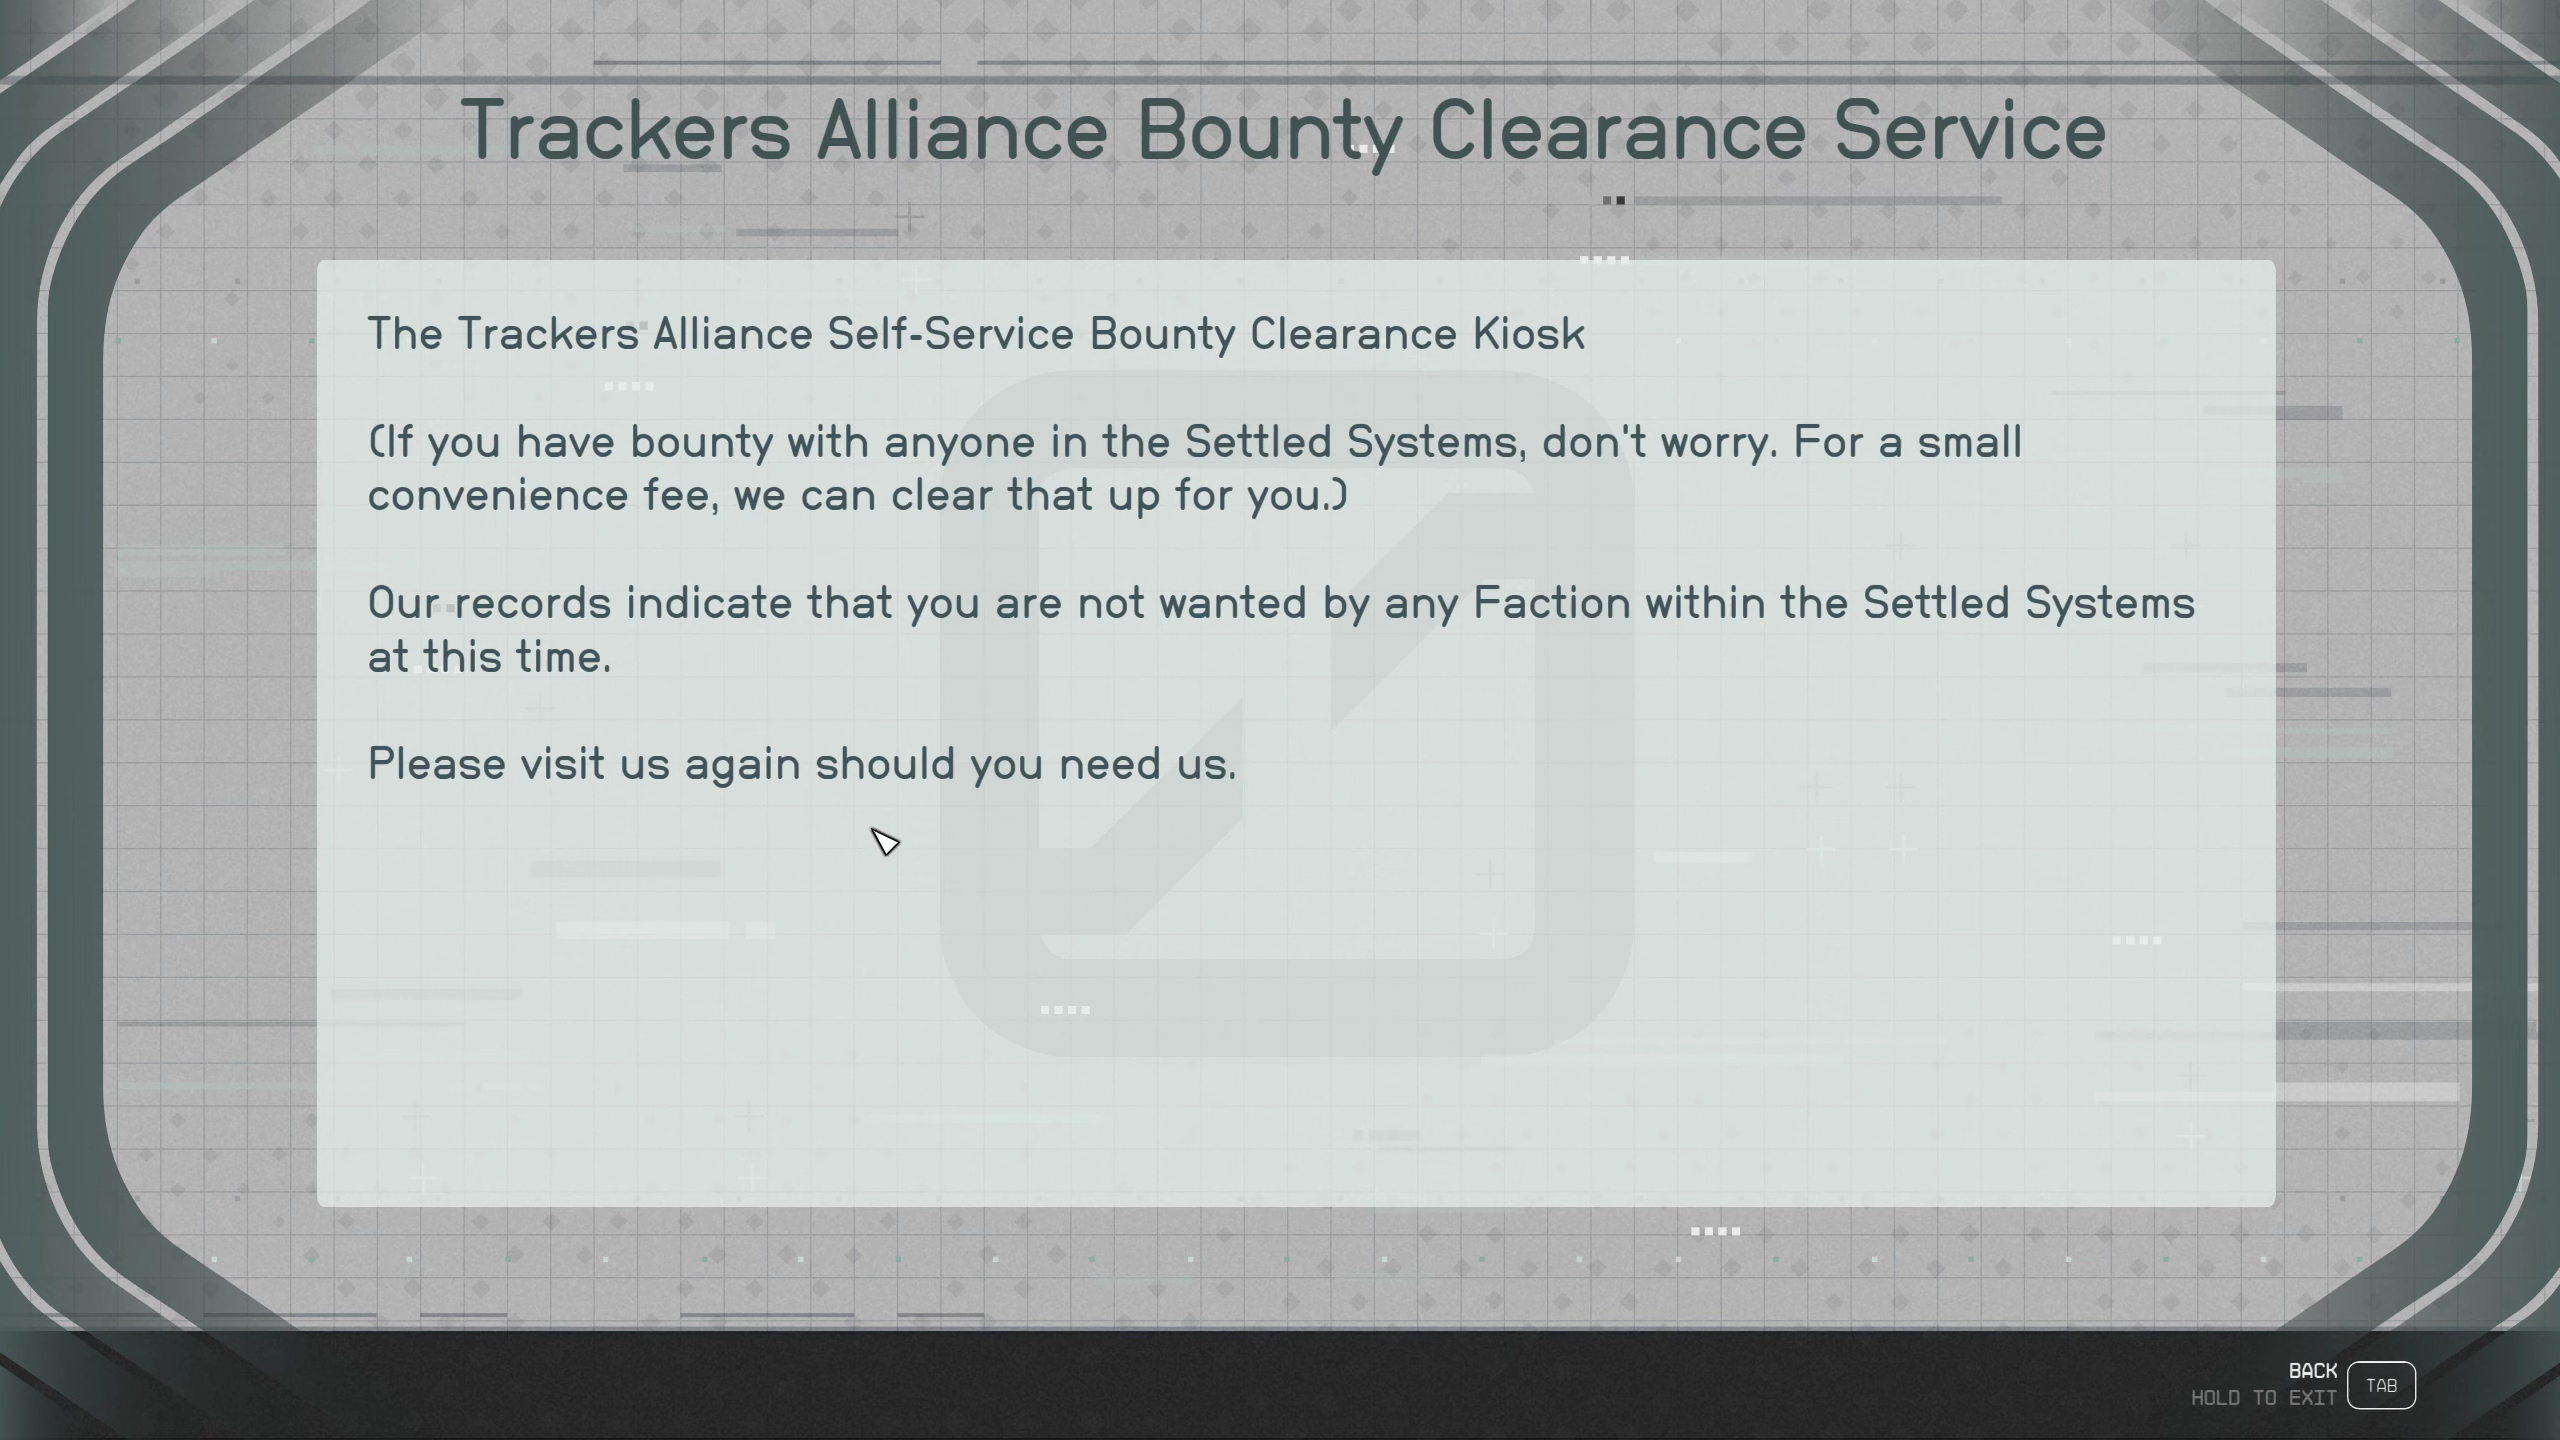 Trackers Alliance Bounty Clearance Service
The Trackers Alliance Self-Service Bounty Clearance Kiosk
(If you have bounty with anyone in the Settled Systems, don't worry. For a small
convenience fee, we can clear that up for you.)
Our records indicate that you are not wanted by any Faction within the Settled Systems
at this time.
Please visit us again should you need us.
BACK
HOLD TO EXIT
TAB